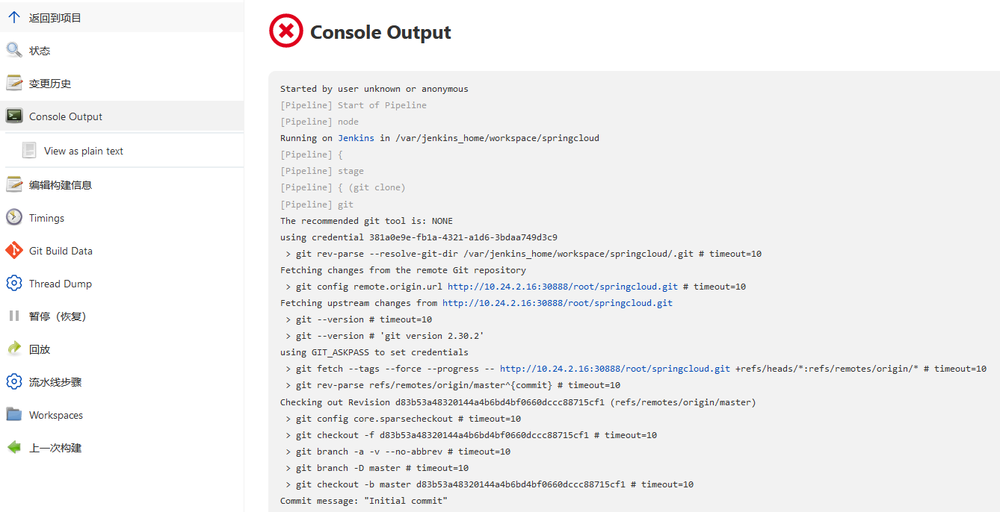 返回到项目
状态
变更历史
Console Output
View as plain text
编辑构建信息
Timings
Git Build Data
Thread Dump
暂停（恢复）
回放
流水线步骤
Workspaces
上一次构建
Console Output
Started by user unknown or anonymous
[Pipeline] Start of Pipeline
[Pipeline] node
Running on Jenkins in /var/jenkins_home/workspace/springcloud
[Pipeline] {
[Pipeline] stage
[Pipeline] { (git clone)
[Pipeline] git
The recommended git tool is: NONE
using credential 381a0e9e-fb1a-4321-a1d6-3bdaa749d3c9
> git rev-parse --resolve-git-dir /var/jenkins_home/workspace/springcloud/.git # timeout=10
Fetching changes from the remote Git repository
> git config remote.origin.url http://10.24.2.16:30888/root/springcloud.git # timeout=10
Fetching upstream changes from http://10.24.2.16:30888/root/springcloud.git
> git --version # timeout=10
> git --version # 'git version 2.30.2'
using GIT_ASKPASS to set credentials
> git fetch --tags --force --progress -- http://10.24.2.16:30888/root/springcloud.git +refs/heads/*:refs/remotes/origin/* # timeout=10
> git rev-parse refs/remotes/origin/master^{commit} # timeout=10
Checking out Revision d83b53a48320144a4b6bd4bf0660dccc88715cf1 (refs/remotes/origin/master)
> git config core.sparsecheckout # timeout=10
> git checkout -f d83b53a48320144a4b6bd4bf0660dccc88715cf1 # timeout=10
> git branch -a -v --no-abbrev # timeout=10
> git branch -D master # timeout=10
> git checkout -b master d83b53a48320144a4b6bd4bf0660dccc88715cf1 # timeout=10
Commit message: "Initial commit"